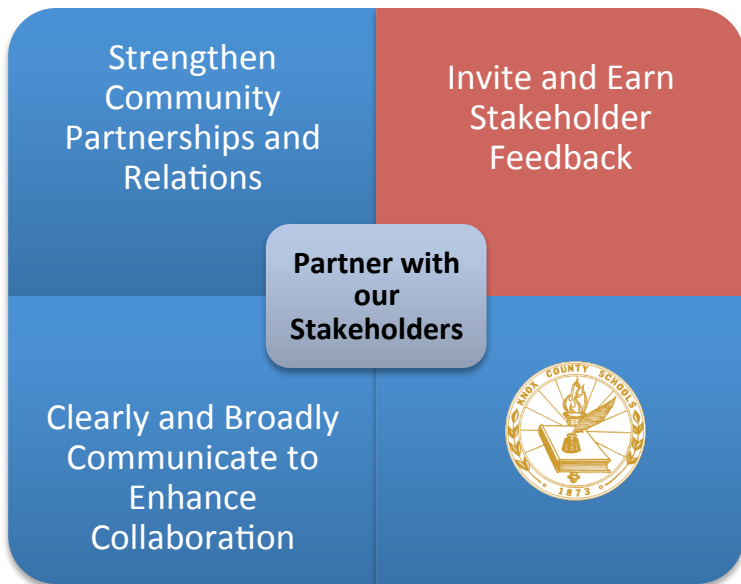 Strengthen
Community
Partnerships and
Relations
Invite and Earn
Stakeholder
Feedback
Partner with
our
Stakeholders
Clearly and Broadly
Communicate to
Enhance
Collaboration
KNOX COUNTY SCHOOLS
1873